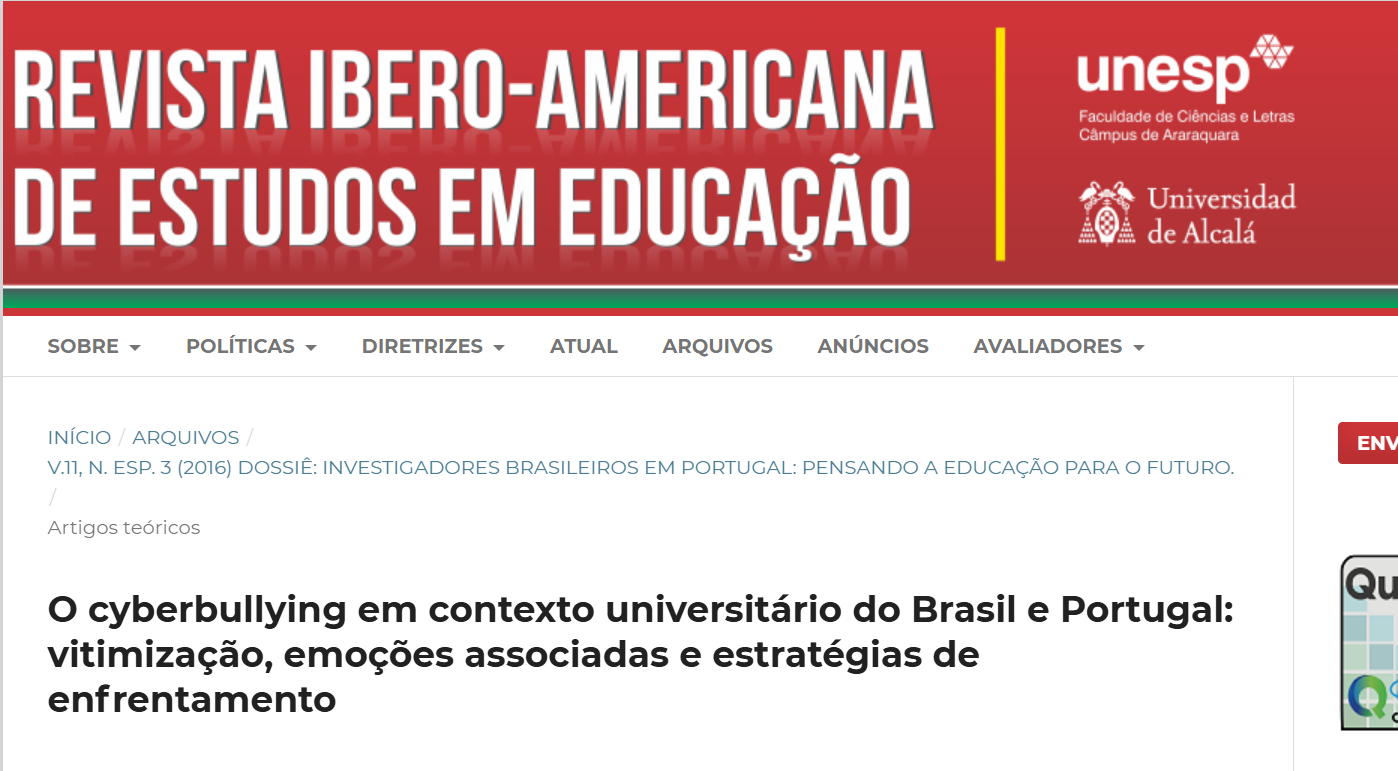 REVISTA IBERO-AMERICANA
DE ESTUDOS EM EDUCAÇÃO
unesp
Faculdade de Ciências e Letras
Câmpus de Araraquara
Universidad
de Alcalá
SOBRE POLÍTICAS DIRETRIZES ATUAL ARQUIVOS ANÚNCIOS AVALIADORES
INÍCIO / ARQUIVOS /
V.11, N. ESP. 3 (2016) DOSSIÊ: INVESTIGADORES BRASILEIROS EM PORTUGAL: PENSANDO A EDUCAÇÃO PARA O FUTURO.
/
Artigos teóricos
O cyberbullying em contexto universitário do Brasil e Portugal:
vitimização, emoções associadas e estratégias de
enfrentamento
ENV
Qu